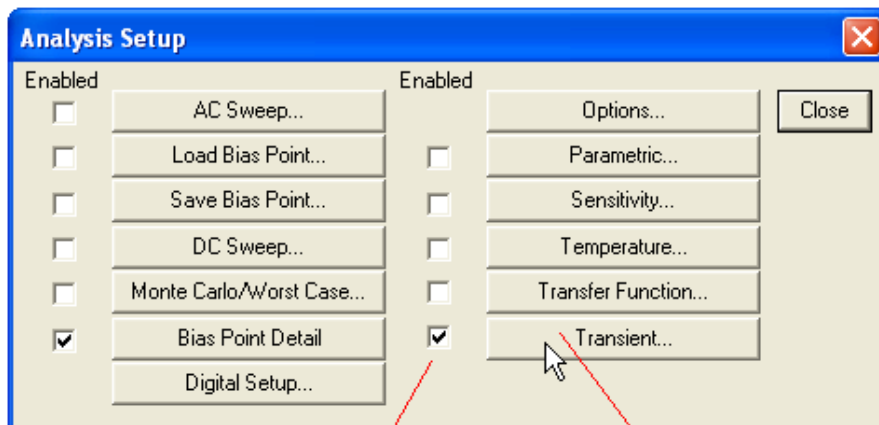 Analysis Setup
Enabled Enabled
AC Sweep... Options... Close
Load Bias Point... Parametric...
Save Bias Point... Sensitivity...
DC Sweep... Temperature...
Monte Carlo/Worst Case... Transfer Function...
Bias Point Detail Transient...
Digital Setup...